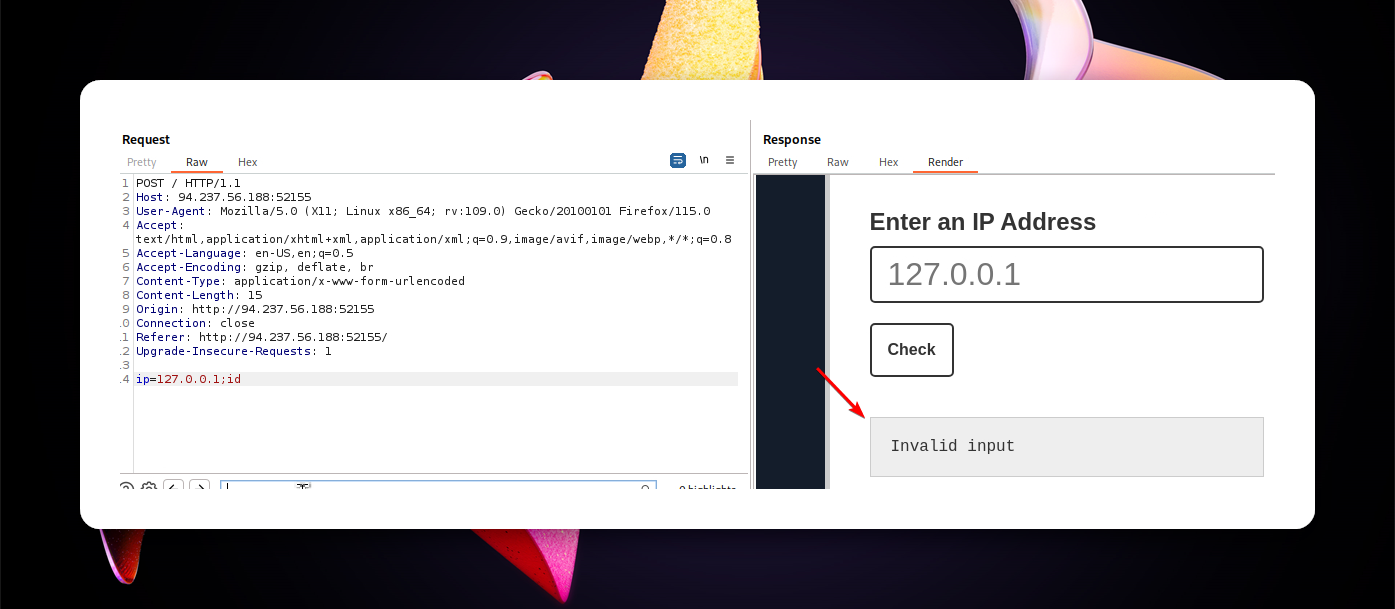 Request
Pretty Raw Hex
\n
1 POST / HTTP/1.1
2 Host: 94.237.56.188:52155
3 User-Agent: Mozilla/5.0 (X11; Linux x86_64; rv:109.0) Gecko/20100101 Firefox/115.0
4 Accept:
text/html,application/xhtml+xml,application/xml;q=0.9,image/avif,image/webp,*/*;q=0.8
5 Accept-Language: en-US,en;q=0.5
6 Accept-Encoding: gzip, deflate, br
7 Content-Type: application/x-www-form-urlencoded
8 Content-Length: 15
9 Origin: http://94.237.56.188:52155
.0 Connection: close
.1 Referer: http://94.237.56.188:52155/
.2 Upgrade-Insecure-Requests: 1
.3
.4 ip=127.0.0.1;id
0 highlights
Response
Pretty Raw Hex Render
Enter an IP Address
127.0.0.1
Check
Invalid input